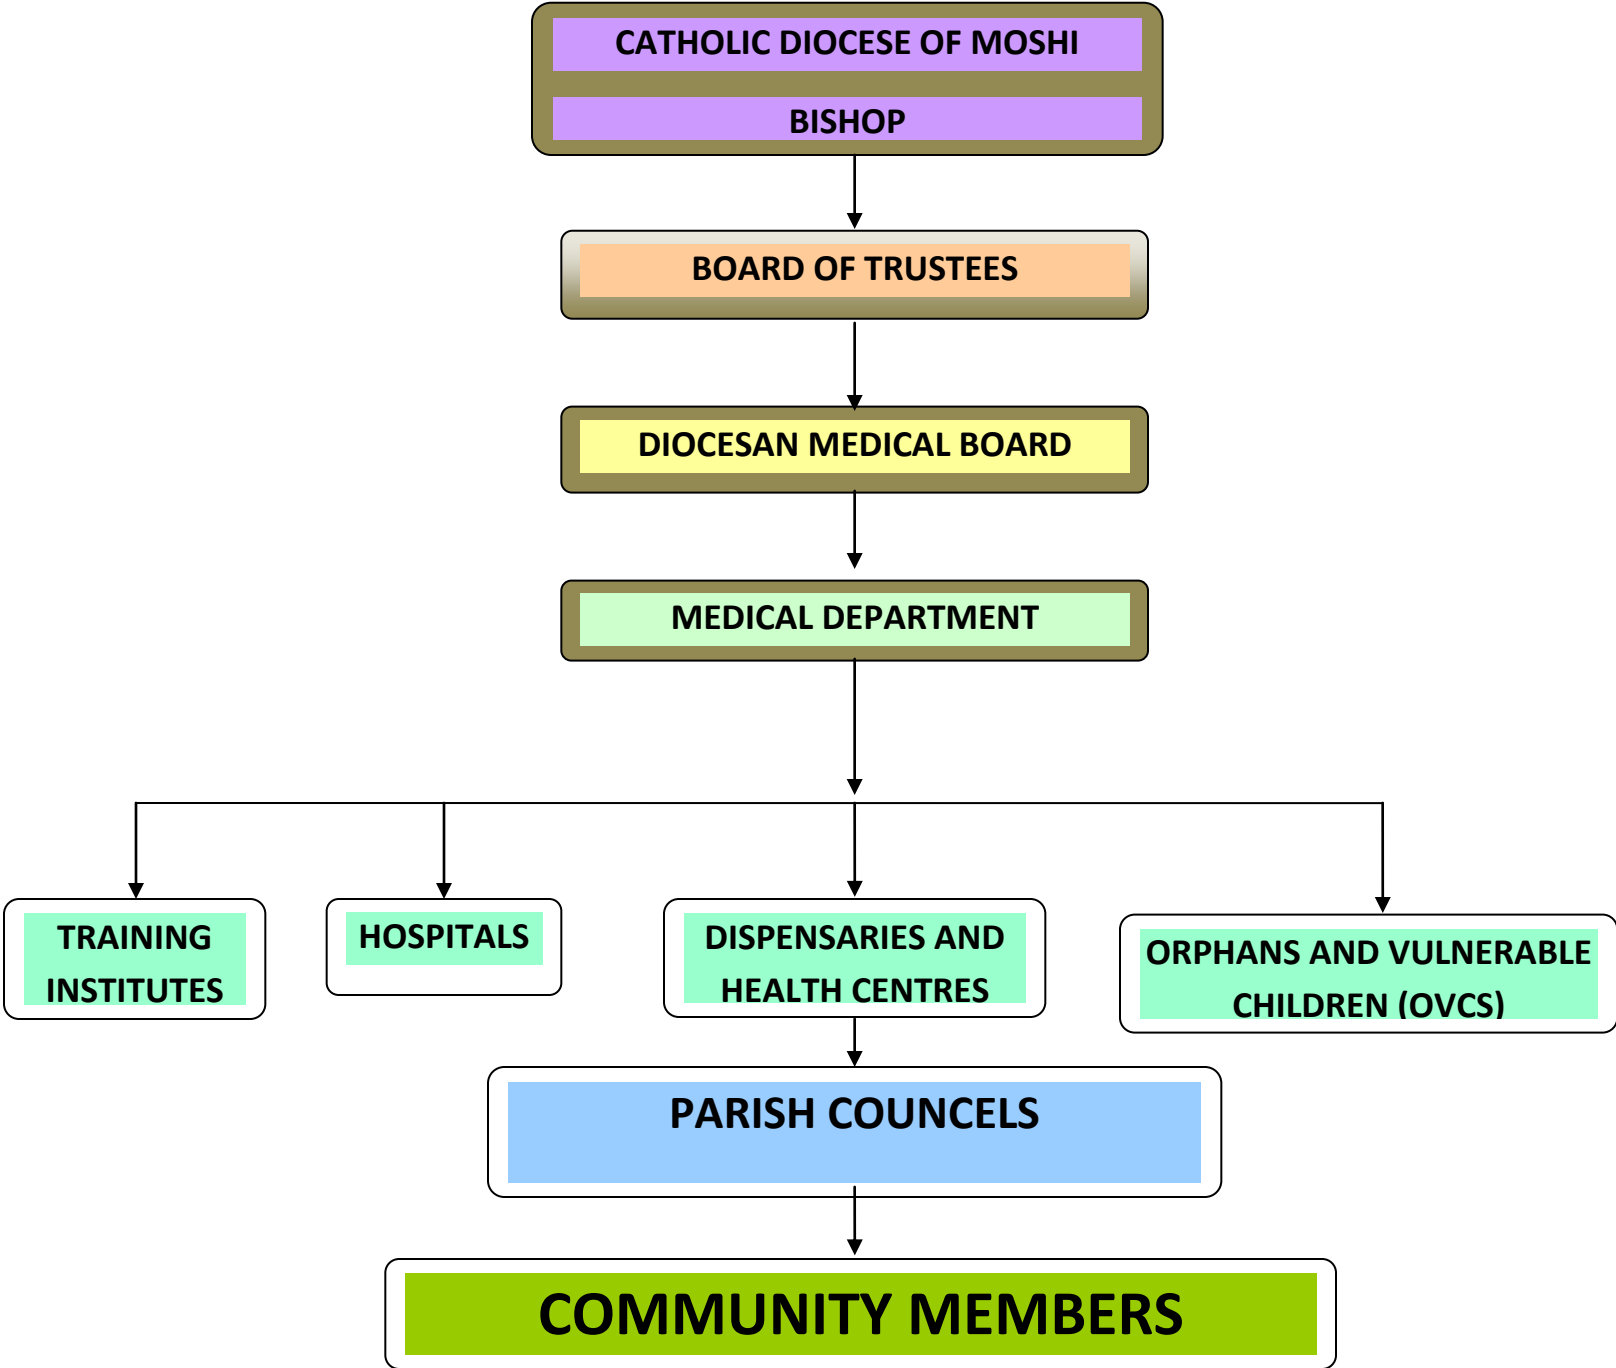 CATHOLIC DIOCESE OF MOSHI
BISHOP
BOARD OF TRUSTEES
DIOCESAN MEDICAL BOARD
MEDICAL DEPARTMENT
TRAINING
INSTITUTES
HOSPITALS
DISPENSARIES AND
HEALTH CENTRES
ORPHANS AND VULNERABLE
CHILDREN (OVCS)
PARISH COUNCELS
COMMUNITY MEMBERS